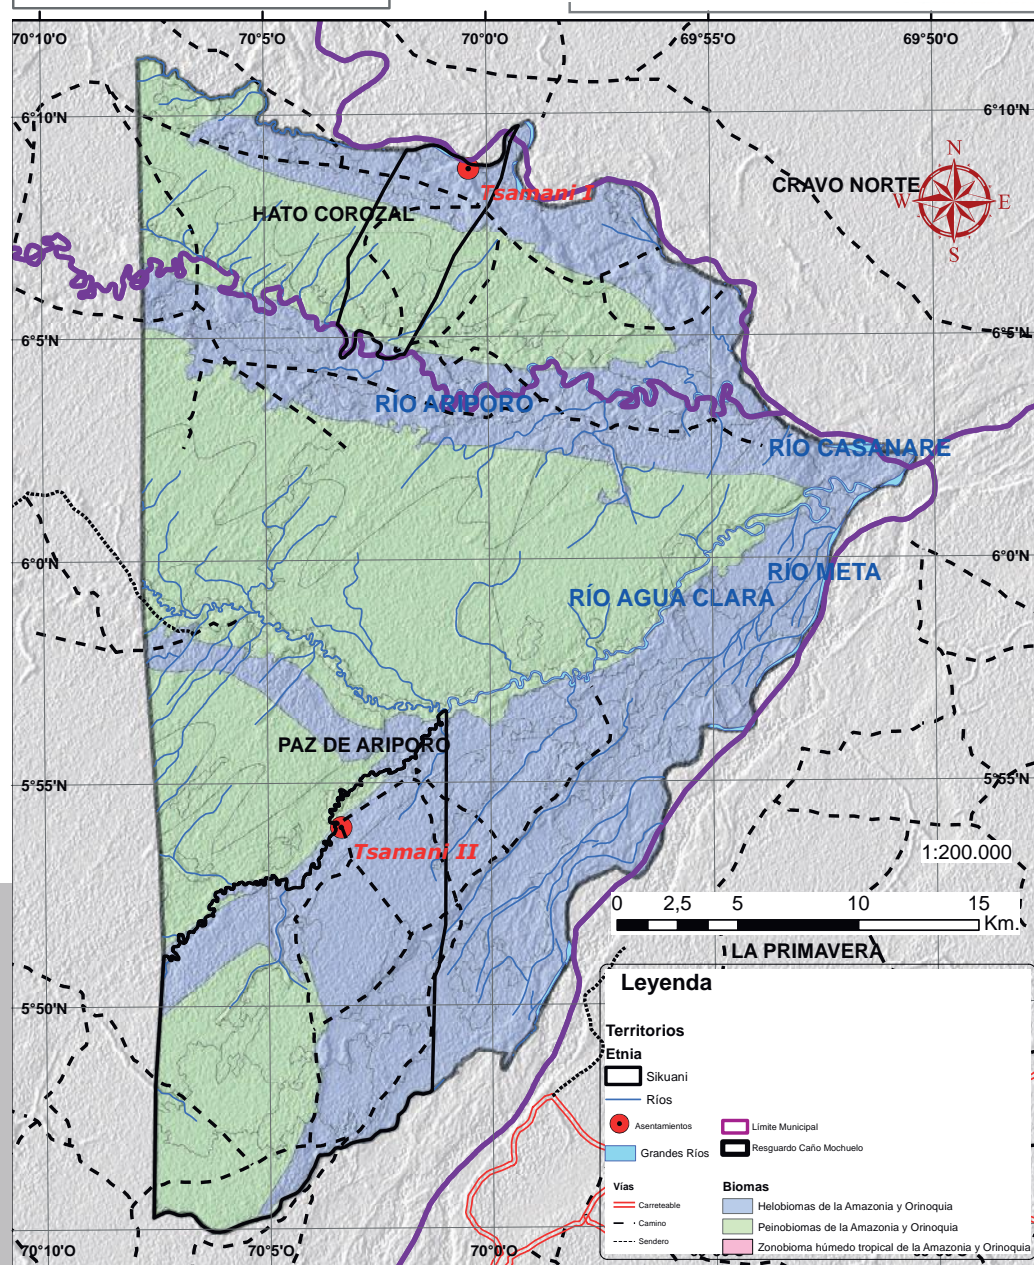 70°10'O 70°5'O 70°0'O 69°55'O 69°50'O
6°10'N 6°10'N
N
W E
S
CRAVO NORTE
Tsamani I
HATO COROZAL
6°5'N 6°5'N
RÍO ARIPORO
RÍO CASANARE
6°0'N 6°0'N
RÍO META
RÍO AGUA CLARA
PAZ DE ARIPORO
5°55'N 5°55'N
Tsamani II
1:200.000
0 2,5 5 10 15
Km.
LA PRIMAVERA
Leyenda
5°50'N
Territorios
Etnia
Sikuani
Ríos
Asentamientos
Grandes Ríos
Límite Municipal
Resguardo Caño Mochuelo
Vías
Carreteable
Camino
Sendero
Biomas
Helobiomas de la Amazonia y Orinoquia
Peinobiomas de la Amazonia y Orinoquia
Zonobioma húmedo tropical de la Amazonia y Orinoquia
70°10'O 70°5'O 70°0'O